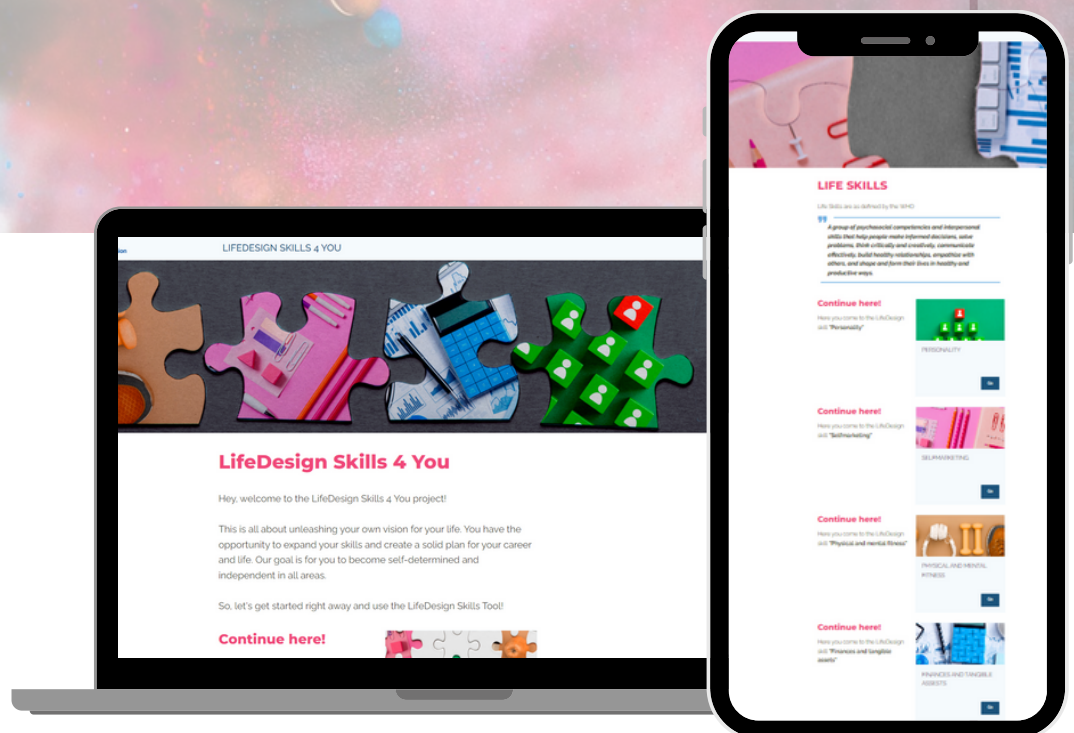 LIFEDESIGN SKILLS 4 YOU
LifeDesign Skills 4 You
Hey, welcome to the LifeDesign Skills 4 You project!
This is all about unleashing your own vision for your life. You have the
opportunity to expand your skills and create a solid plan for your career
and life. Our goal is for you to become self-determined and
independent in all areas.
So, let's get started right away and use the LifeDesign Skills Tool!
Continue here!
LIFE SKILLS
Life Skills are as defined by the WHO
A group of psychosocial competencies and interpersonal
skills that help people make informed decisions, solve
problems, think critically and creatively, communicate
effectively, build healthy relationships, empathize with
others, and shape and form their lives in healthy and
productive ways.
Continue here!
Here you come to the LifeDesign
skill "Personality"
PERSONALITY
Go
Continue here!
Here you come to the LifeDesign
skill "Selfmarketing"
SELFMARKETING
Go
Continue here!
Here you come to the LifeDesign
skill "Physical and mental fitness"
PHYSICAL AND MENTAL
FITNESS
Go
Continue here!
Here you come to the LifeDesign
skill "Finances and tangible
assets"
FINANCES AND TANGIBLE
ASSESTS
Go